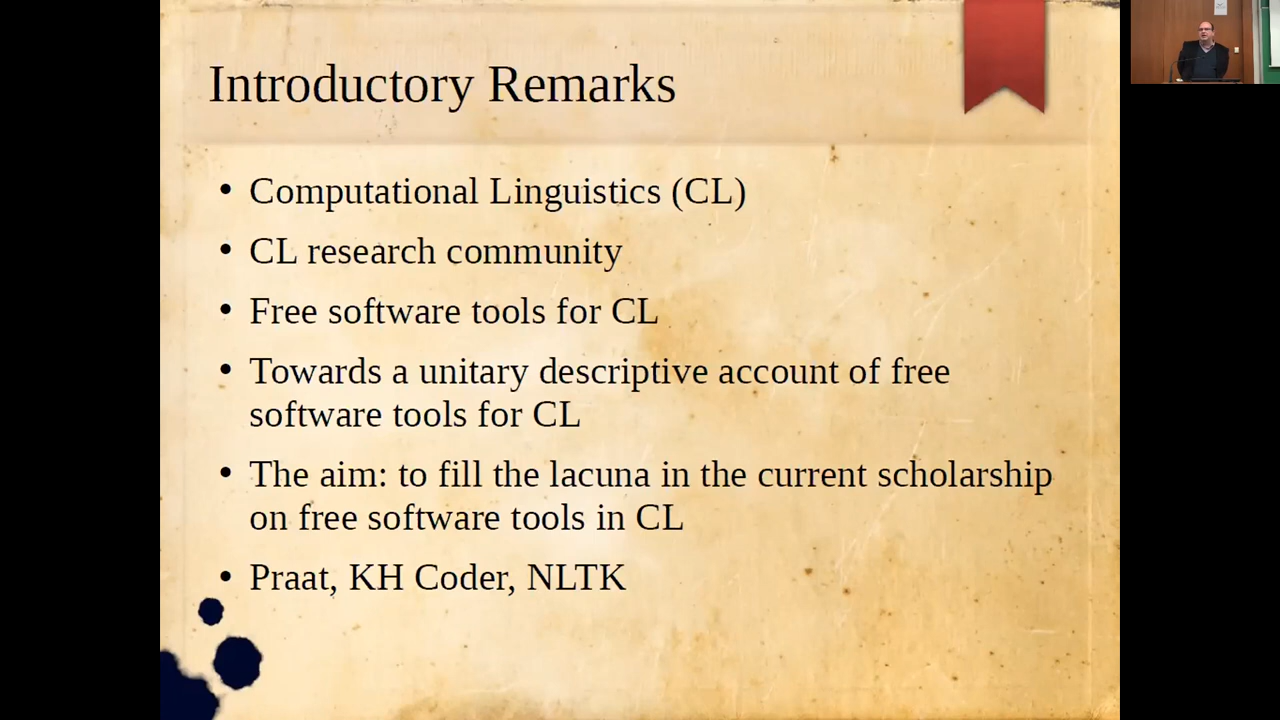 Introductory Remarks
• Computational Linguistics (CL)
• CL research community
• Free software tools for CL
• Towards a unitary descriptive account of free
software tools for CL
• The aim: to fill the lacuna in the current scholarship
on free software tools in CL
• Praat, KH Coder, NLTK